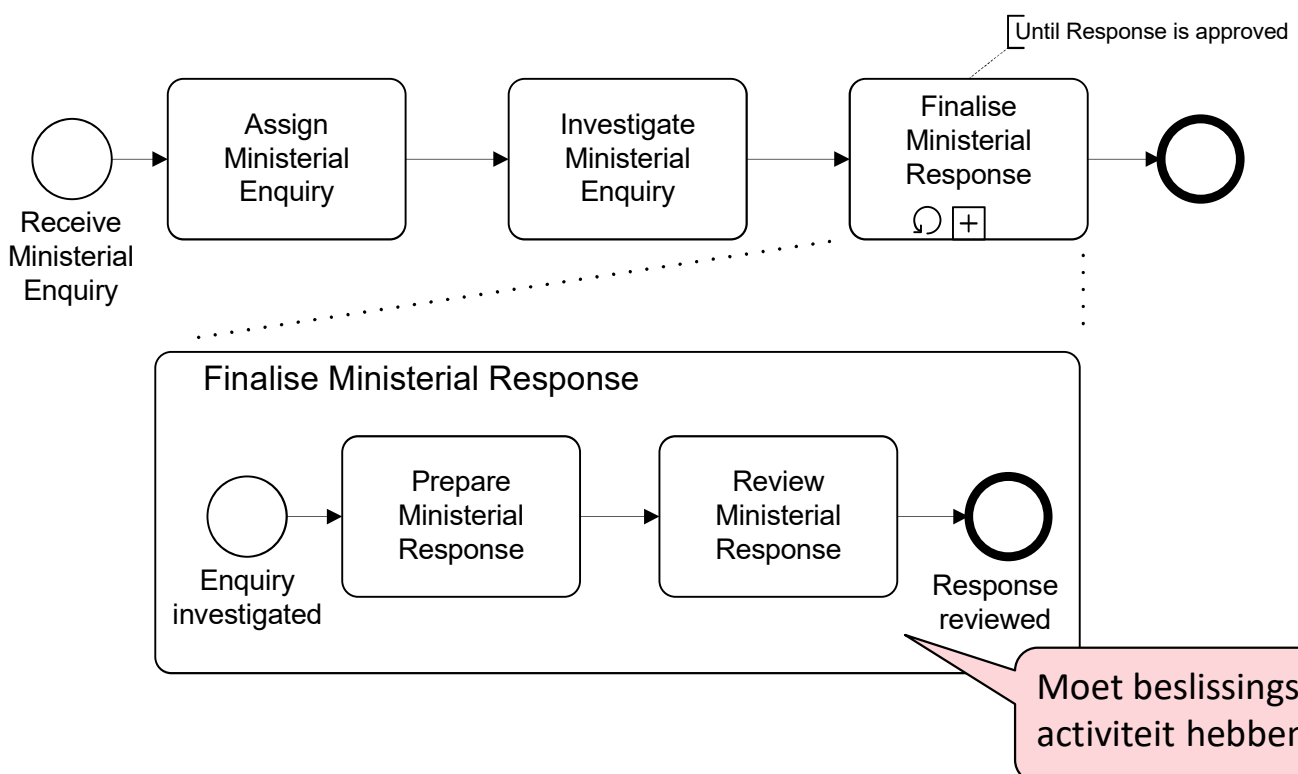 Until Response is approved
Assign
Ministerial
Enquiry
Investigate
Ministerial
Enquiry
Finalise
Ministerial
Response
Receive
Ministerial
Enquiry
Finalise Ministerial Response
Prepare
Ministerial
Response
Review
Ministerial
Response
Enquiry
investigated
Response
reviewed
Moet beslissings
activiteit hebben